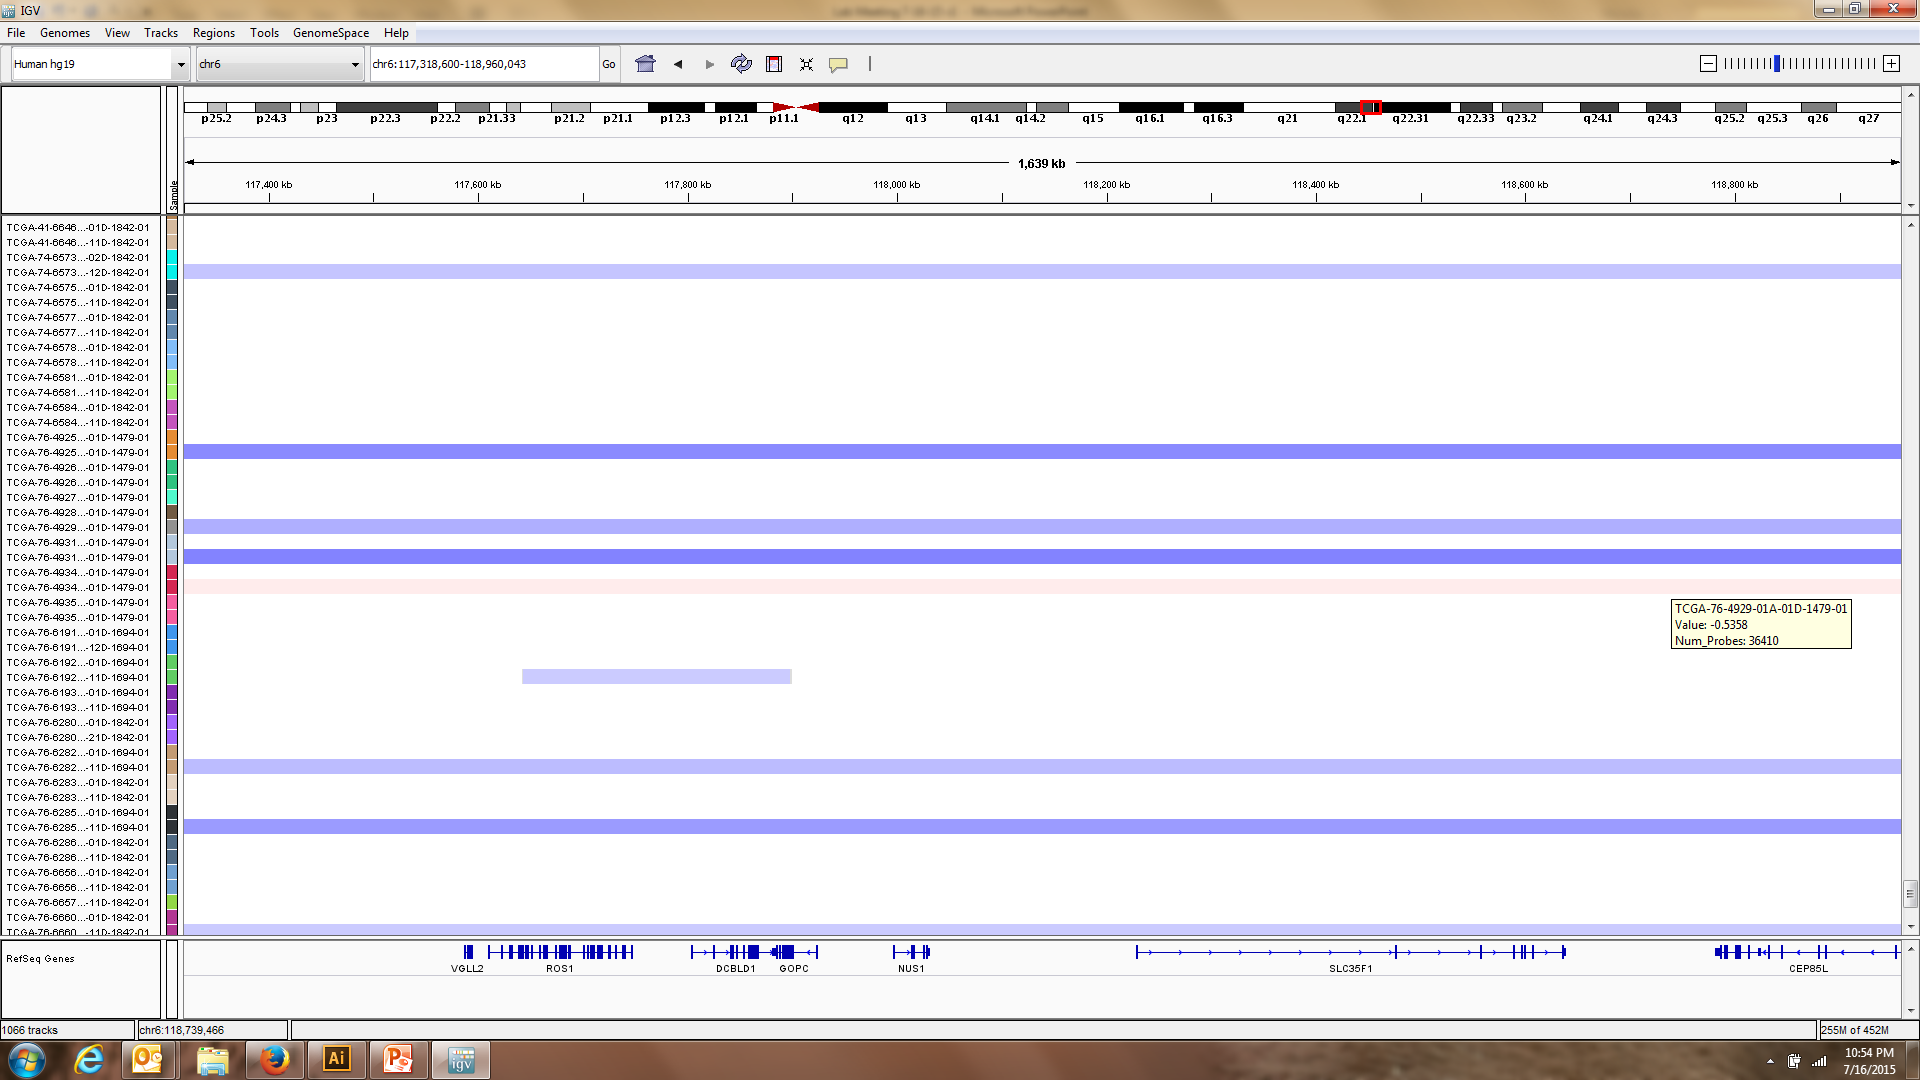 IGV
Lab Meeting 7-16-15-v1 - Microsoft PowerPoint
File Genomes View Tracks Regions Tools GenomeSpace Help
Human hg19 chr6 chr6:117,318,600-118,960,043 Go
p25.2 p24.3 p23 p22.3 p22.2 p21.33 p21.2 p21.1 p12.3 p12.1 p11.1 q12 q13 q14.1 q14.2 q15 q16.1 q16.3 q21 q22.1 q22.31 q22.33 q23.2 q24.1 q24.3 q25.2 q25.3 q26 q27
1,639 kb
117,400 kb 117,600 kb 117,800 kb 118,000 kb 118,200 kb 118,400 kb 118,600 kb 118,800 kb
Sample
TCGA-41-6646...-01D-1842-01
TCGA-41-6646...-11D-1842-01
TCGA-74-6573...-02D-1842-01
TCGA-74-6573...-12D-1842-01
TCGA-74-6575...-01D-1842-01
TCGA-74-6575...-11D-1842-01
TCGA-74-6577...-01D-1842-01
TCGA-74-6577...-11D-1842-01
TCGA-74-6578...-01D-1842-01
TCGA-74-6578...-11D-1842-01
TCGA-74-6581...-01D-1842-01
TCGA-74-6581...-11D-1842-01
TCGA-74-6584...-01D-1842-01
TCGA-74-6584...-11D-1842-01
TCGA-76-4925...-01D-1479-01
TCGA-76-4925...-01D-1479-01
TCGA-76-4926...-01D-1479-01
TCGA-76-4926...-01D-1479-01
TCGA-76-4927...-01D-1479-01
TCGA-76-4928...-01D-1479-01
TCGA-76-4929...-01D-1479-01
TCGA-76-4931...-01D-1479-01
TCGA-76-4931...-01D-1479-01
TCGA-76-4934...-01D-1479-01
TCGA-76-4934...-01D-1479-01
TCGA-76-4935...-01D-1479-01
TCGA-76-4935...-01D-1479-01
TCGA-76-6191...-01D-1694-01
TCGA-76-6191...-12D-1694-01
TCGA-76-6192...-01D-1694-01
TCGA-76-6192...-11D-1694-01
TCGA-76-6193...-01D-1694-01
TCGA-76-6193...-11D-1694-01
TCGA-76-6280...-01D-1842-01
TCGA-76-6280...-21D-1842-01
TCGA-76-6282...-01D-1694-01
TCGA-76-6282...-11D-1694-01
TCGA-76-6283...-01D-1842-01
TCGA-76-6283...-11D-1842-01
TCGA-76-6285...-01D-1694-01
TCGA-76-6285...-11D-1694-01
TCGA-76-6286...-01D-1842-01
TCGA-76-6286...-11D-1842-01
TCGA-76-6656...-01D-1842-01
TCGA-76-6656...-11D-1842-01
TCGA-76-6657...-11D-1842-01
TCGA-76-6660...-01D-1842-01
TCGA-76-6660...-11D-1842-01
TCGA-76-4929-01A-01D-1479-01
Value: -0.5358
Num_Probes: 36410
RefSeq Genes
VGLL2 ROS1 DCBLD1 GOPC NUS1 SLC35F1 CEP85L
1066 tracks chr6:118,739,466 255M of 452M
Ai
igv
10:54 PM
7/16/2015